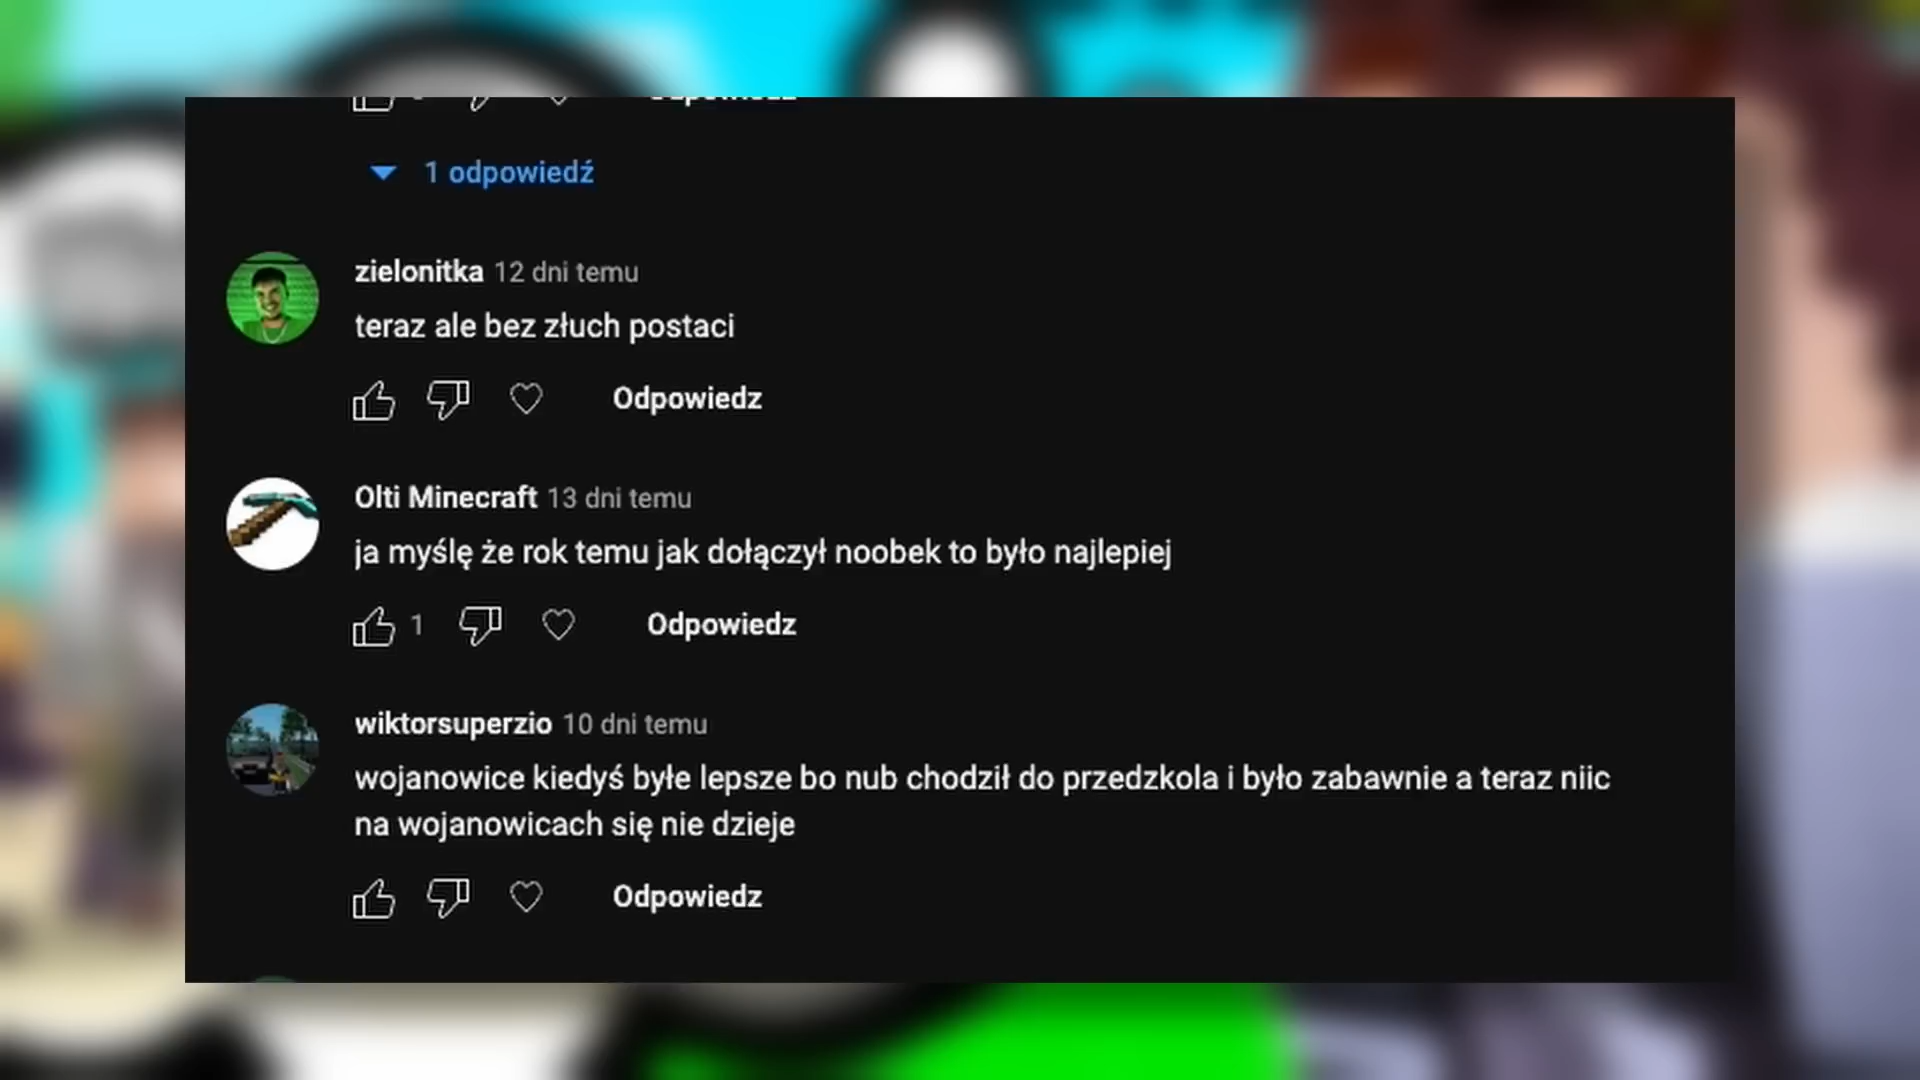 Odpowiedz
1 odpowiedź
zielonitka 12 dni temu
teraz ale bez złuch postaci
Odpowiedz
Olti Minecraft 13 dni temu
ja myślę że rok temu jak dołączył noobek to było najlepiej
1 Odpowiedz
wiktorsuperzio 10 dni temu
wojanowice kiedyś byłe lepsze bo nub chodził do przedzkola i było zabawnie a teraz niic
na wojanowicach się nie dzieje
Odpowiedz